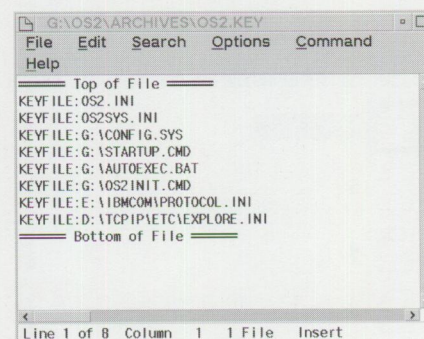 G:\OS2\ARCHIVES\OS2.KEY
File Edit Search Options Command
Help
Top of File
KEYFILE:OS2.INI
KEYFILE:OS2SYS.INI
KEYFILE:G:\CONFIG.SYS
KEYFILE:G:\STARTUP.CMD
KEYFILE:G:\AUTOEXEC.BAT
KEYFILE:G:\OS2INIT.CMD
KEYFILE:E:\IBMCOM\PROTOCOL.INI
KEYFILE:D:\TCPIP\ETC\EXPLORE.INI
Bottom of File
Line 1 of 8 Column 1 1 File Insert